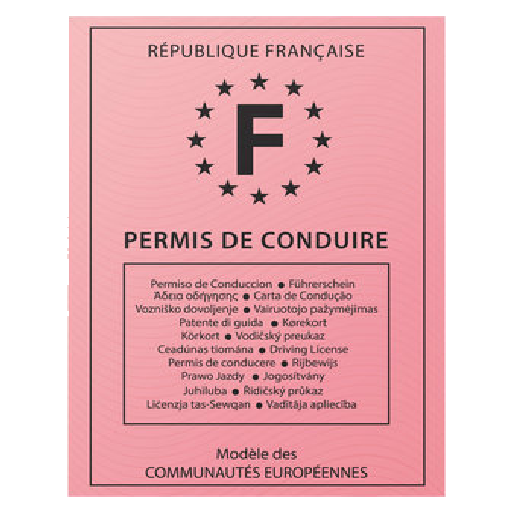 RÉPUBLIQUE FRANÇAISE
F
PERMIS DE CONDUIRE
Permiso de Conduccion ● Führerschein
Άδεια οδήγησης ● Carta de Condução
Vozniško dovoljenje ● Vairuotojo pažymėjimas
Patente di guida ● Kørekort
Körkort ● Vodičský preukaz
Ceadúnas tiomána ● Driving License
Permis de conducere ● Rijbewijs
Prawo Jazdy ● Jogosítvány
Juhiluba ● Řidičský průkaz
Liċenzja tas-Sewqan ● Vadītāja apliecība
Modèle des
COMMUNAUTÉS EUROPÉENNES